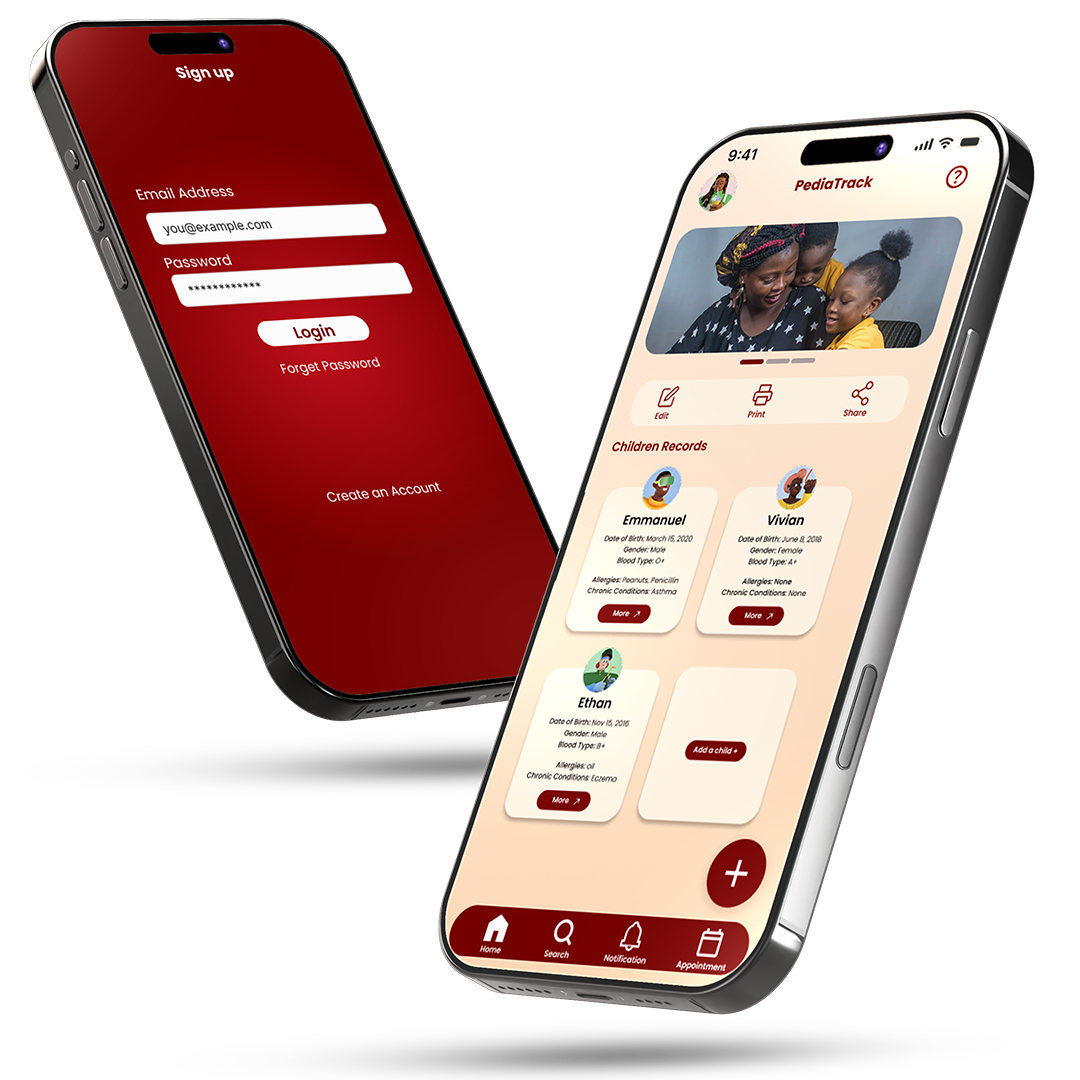 Sign up
Email Address
you@example.com
Password
************
Login
Forget Password
Create an Account
9:41
PediaTrack
?
Edit
Print
Share
Children Records
Emmanuel
Date of Birth: March 15, 2020
Gender: Male
Blood Type: O+
Allergies: Peanuts, Penicillin
Chronic Conditions: Asthma
More
Vivian
Date of Birth: June 8, 2018
Gender: Female
Blood Type: A+
Allergies: None
Chronic Conditions: None
More
Ethan
Date of Birth: Nov 15, 2016
Gender: Male
Blood Type: B+
Allergies: oil
Chronic Conditions: Eczema
More
Add a child +
+
Home
Search
Notification
Appointment